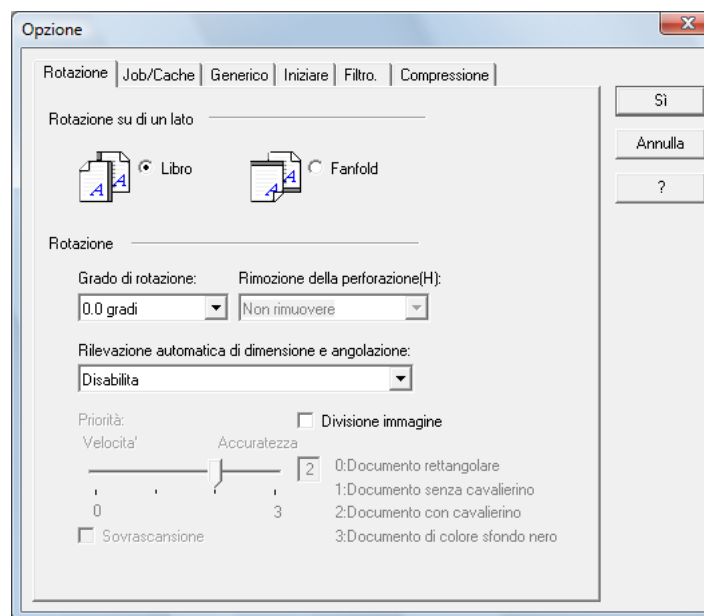 Opzione
Rotazione Job/Cache Generico Iniziare Filtro. Compressione
Sì
Annulla
?
Rotazione su di un lato
A A Libro A A Fanfold
Rotazione
Grado di rotazione: Rimozione della perforazione(H):
0.0 gradi Non rimuovere
Rilevazione automatica di dimensione e angolazione:
Disabilita
Priorità: Divisione immagine
Velocita' Accuratezza
2 0:Documento rettangolare
1:Documento senza cavalierino
0 3 2:Documento con cavalierino
Sovrascansione 3:Documento di colore sfondo nero